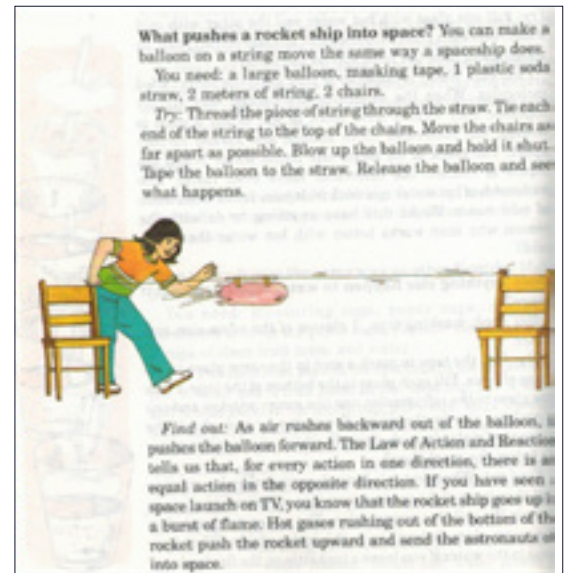 What pushes a rocket ship into space? You can make a
balloon on a string move the same way a spaceship does.
You need: a large balloon, masking tape, 1 plastic soda
straw, 2 meters of string, 2 chairs.
Try: Thread the piece of string through the straw. Tie each
end of the string to the top of the chairs. Move the chairs as
far apart as possible. Blow up the balloon and hold it shut.
Tape the balloon to the straw. Release the balloon and see
what happens.
Find out: As air rushes backward out of the balloon, it
pushes the balloon forward. The Law of Action and Reaction
tells us that, for every action in one direction, there is an
equal action in the opposite direction. If you have seen a
space launch on TV, you know that the rocket ship goes up in
a burst of flame. Hot gases rushing out of the bottom of the
rocket push the rocket upward and send the astronauts
into space.